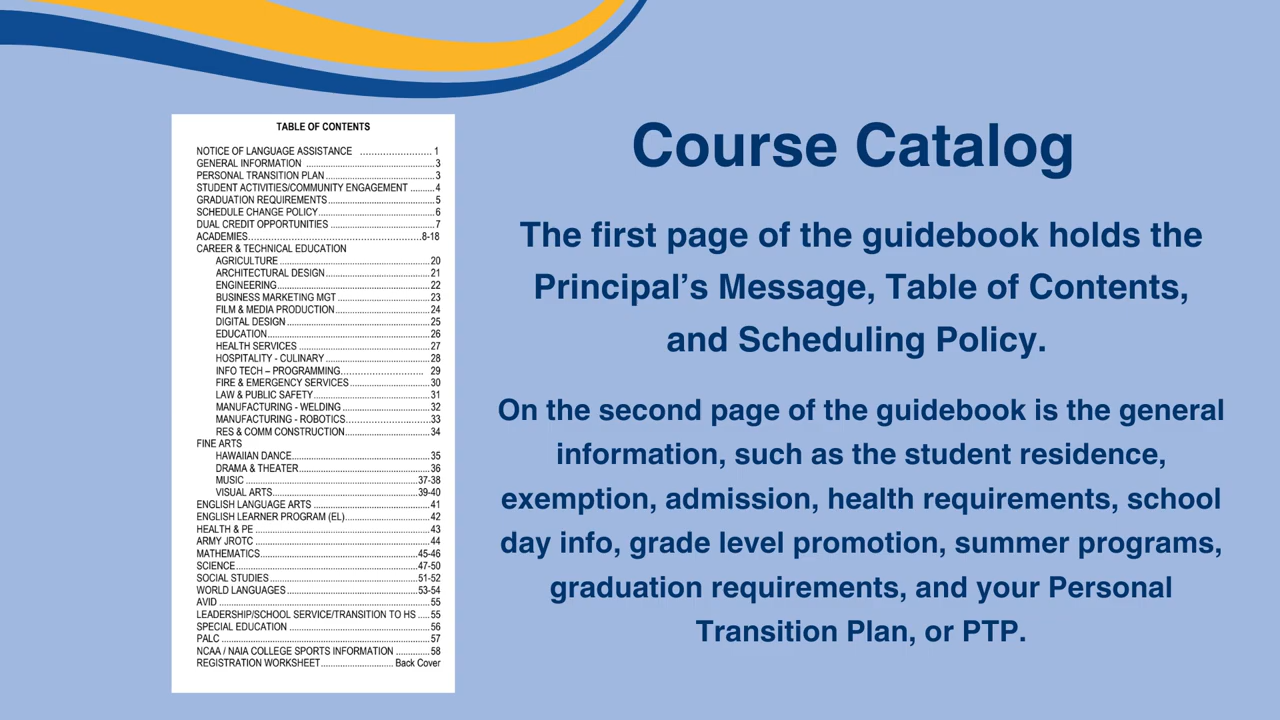 TABLE OF CONTENTS
NOTICE OF LANGUAGE ASSISTANCE ......................... 1
GENERAL INFORMATION ............................................ 3
PERSONAL TRANSITION PLAN ..................................... 3
STUDENT ACTIVITIES/COMMUNITY ENGAGEMENT .......... 4
GRADUATION REQUIREMENTS ..................................... 5
SCHEDULE CHANGE POLICY ........................................ 6
DUAL CREDIT OPPORTUNITIES ..................................... 7
ACADEMIES ........................................................ 8-18
CAREER & TECHNICAL EDUCATION
AGRICULTURE .................................................... 20
ARCHITECTURAL DESIGN .................................... 21
ENGINEERING .................................................... 22
BUSINESS MARKETING MGT ................................ 23
FILM & MEDIA PRODUCTION ................................. 24
DIGITAL DESIGN ................................................. 25
EDUCATION ....................................................... 26
HEALTH SERVICES .............................................. 27
HOSPITALITY - CULINARY .................................... 28
INFO TECH – PROGRAMMING ............................... 29
FIRE & EMERGENCY SERVICES ............................. 30
LAW & PUBLIC SAFETY ........................................ 31
MANUFACTURING - WELDING ............................... 32
MANUFACTURING - ROBOTICS .............................. 33
RES & COMM CONSTRUCTION .............................. 34
FINE ARTS
HAWAIIAN DANCE ............................................... 35
DRAMA & THEATER ............................................. 36
MUSIC .......................................................... 37-38
VISUAL ARTS .................................................. 39-40
ENGLISH LANGUAGE ARTS ........................................ 41
ENGLISH LEARNER PROGRAM (EL) ............................. 42
HEALTH & PE ......................................................... 43
ARMY JROTC .......................................................... 44
MATHEMATICS ..................................................... 45-46
SCIENCE ............................................................ 47-50
SOCIAL STUDIES .................................................. 51-52
WORLD LANGUAGES ............................................. 53-54
AVID ..................................................................... 55
LEADERSHIP/SCHOOL SERVICE/TRANSITION TO HS .... 55
SPECIAL EDUCATION ............................................... 56
PALC ..................................................................... 57
NCAA / NAIA COLLEGE SPORTS INFORMATION ............ 58
REGISTRATION WORKSHEET ............................ Back Cover
Course Catalog
The first page of the guidebook holds the
Principal’s Message, Table of Contents,
and Scheduling Policy.
On the second page of the guidebook is the general
information, such as the student residence,
exemption, admission, health requirements, school
day info, grade level promotion, summer programs,
graduation requirements, and your Personal
Transition Plan, or PTP.